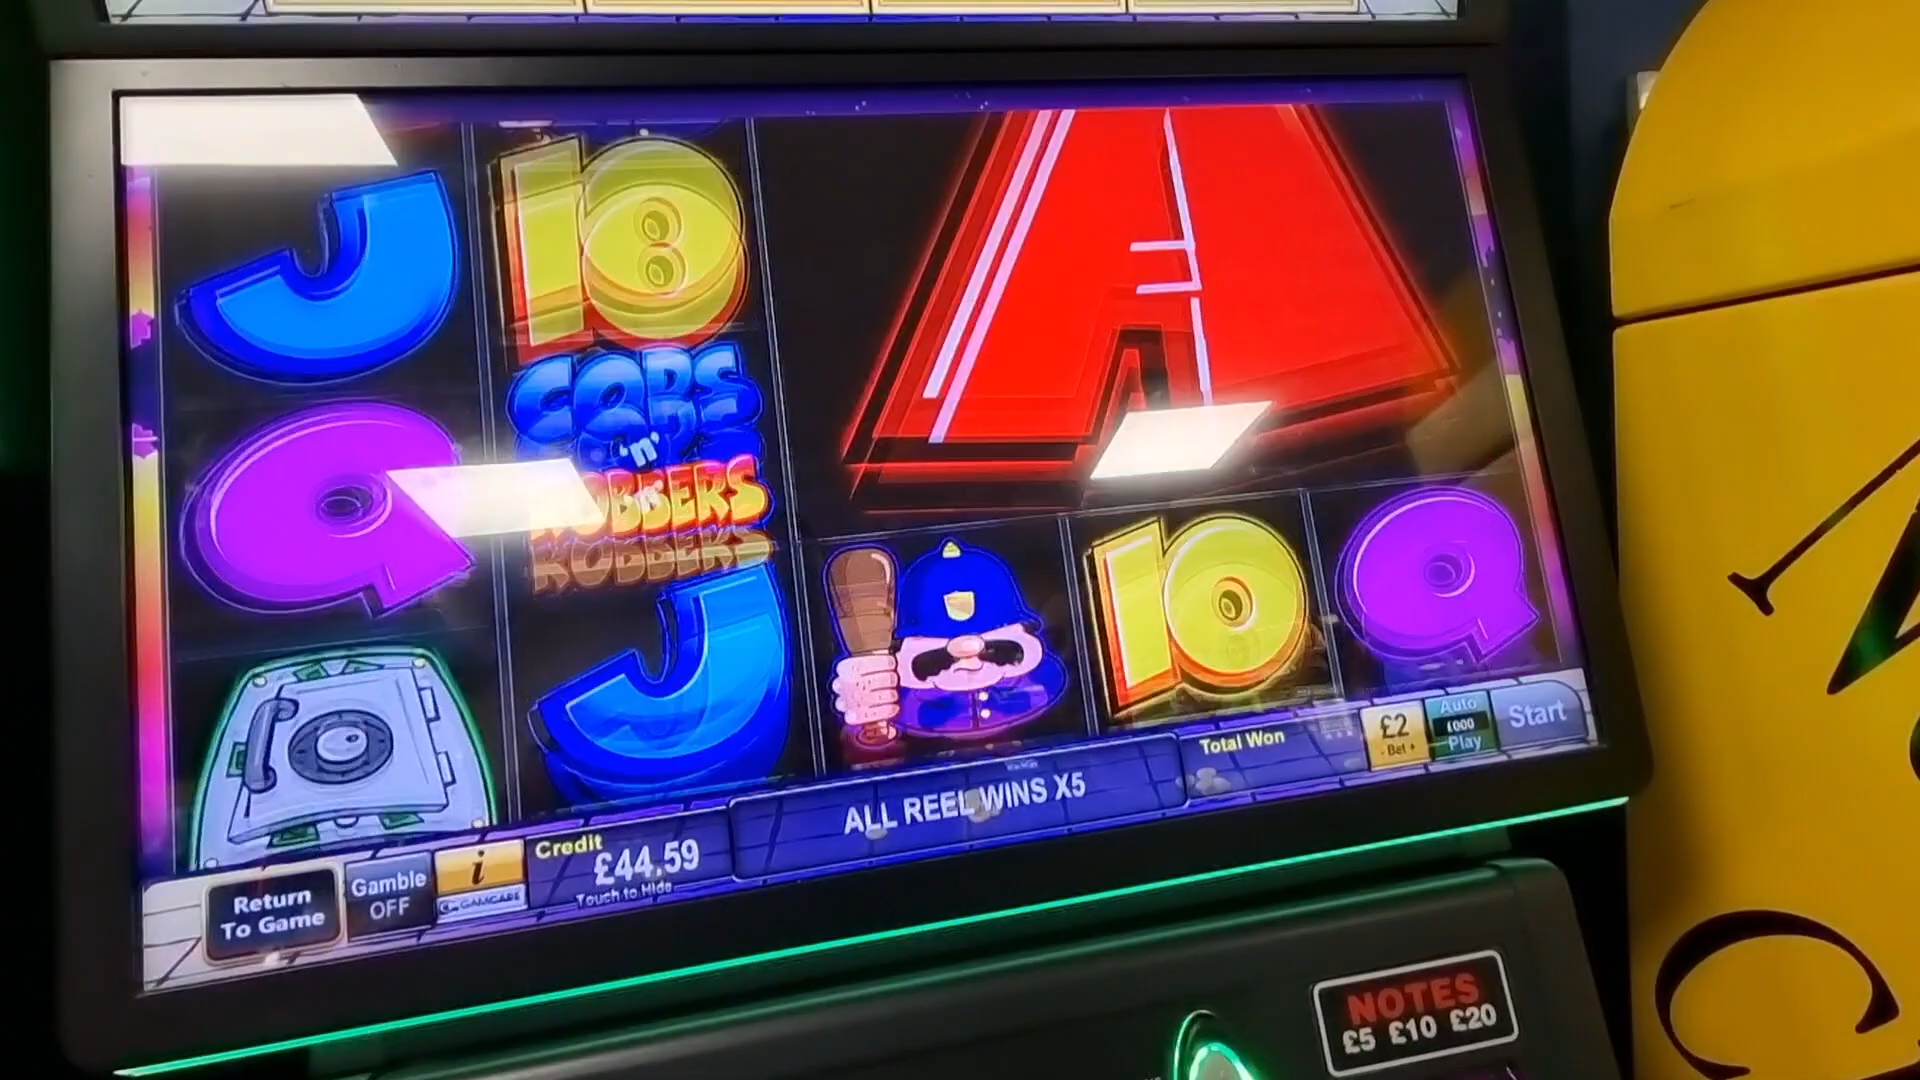 J
10
A
COPS
'n'
ROBBERS
Q
J
10
Q
ALL REEL WINS X5
Total Won
£2
- Bet +
Auto
£000
Play
Start
Credit
£44.59
Touch to Hide
Return
To Game
Gamble
OFF
i
GAMCARE
NOTES
£5 £10 £20
C